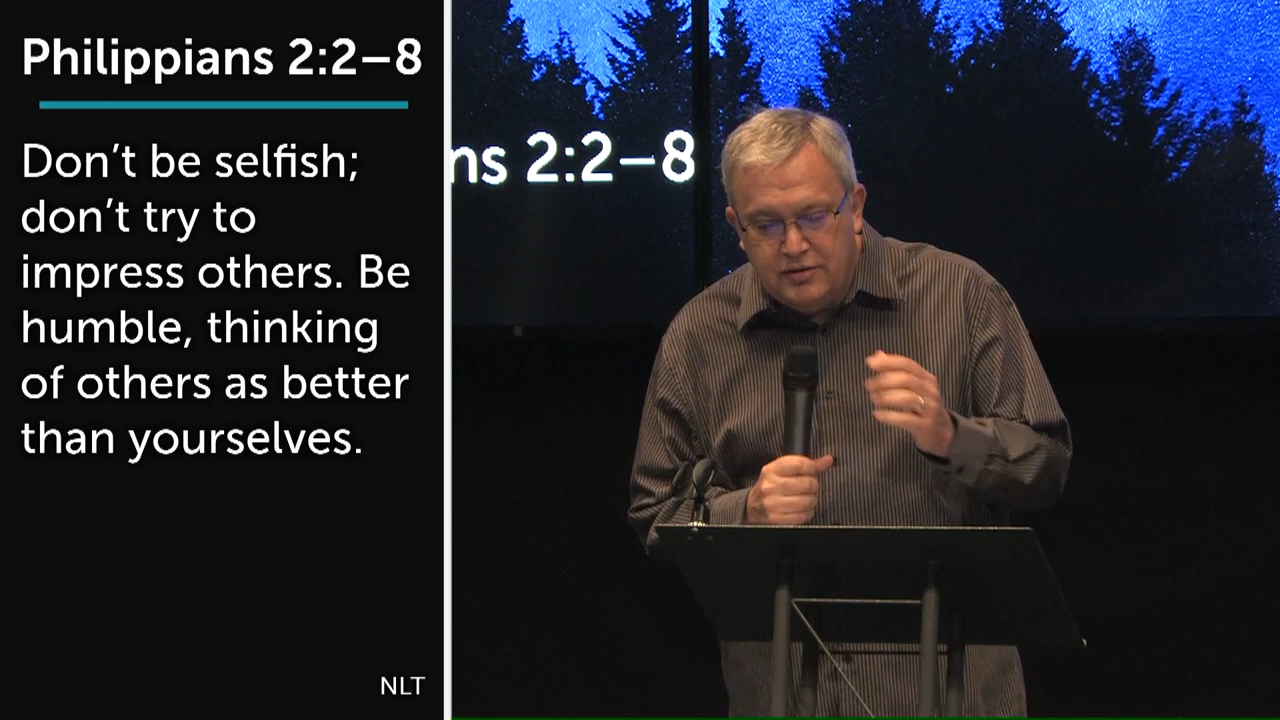 Philippians 2:2–8
Don't be selfish;
don't try to
impress others. Be
humble, thinking
of others as better
than yourselves.
NLT
ns 2:2–8